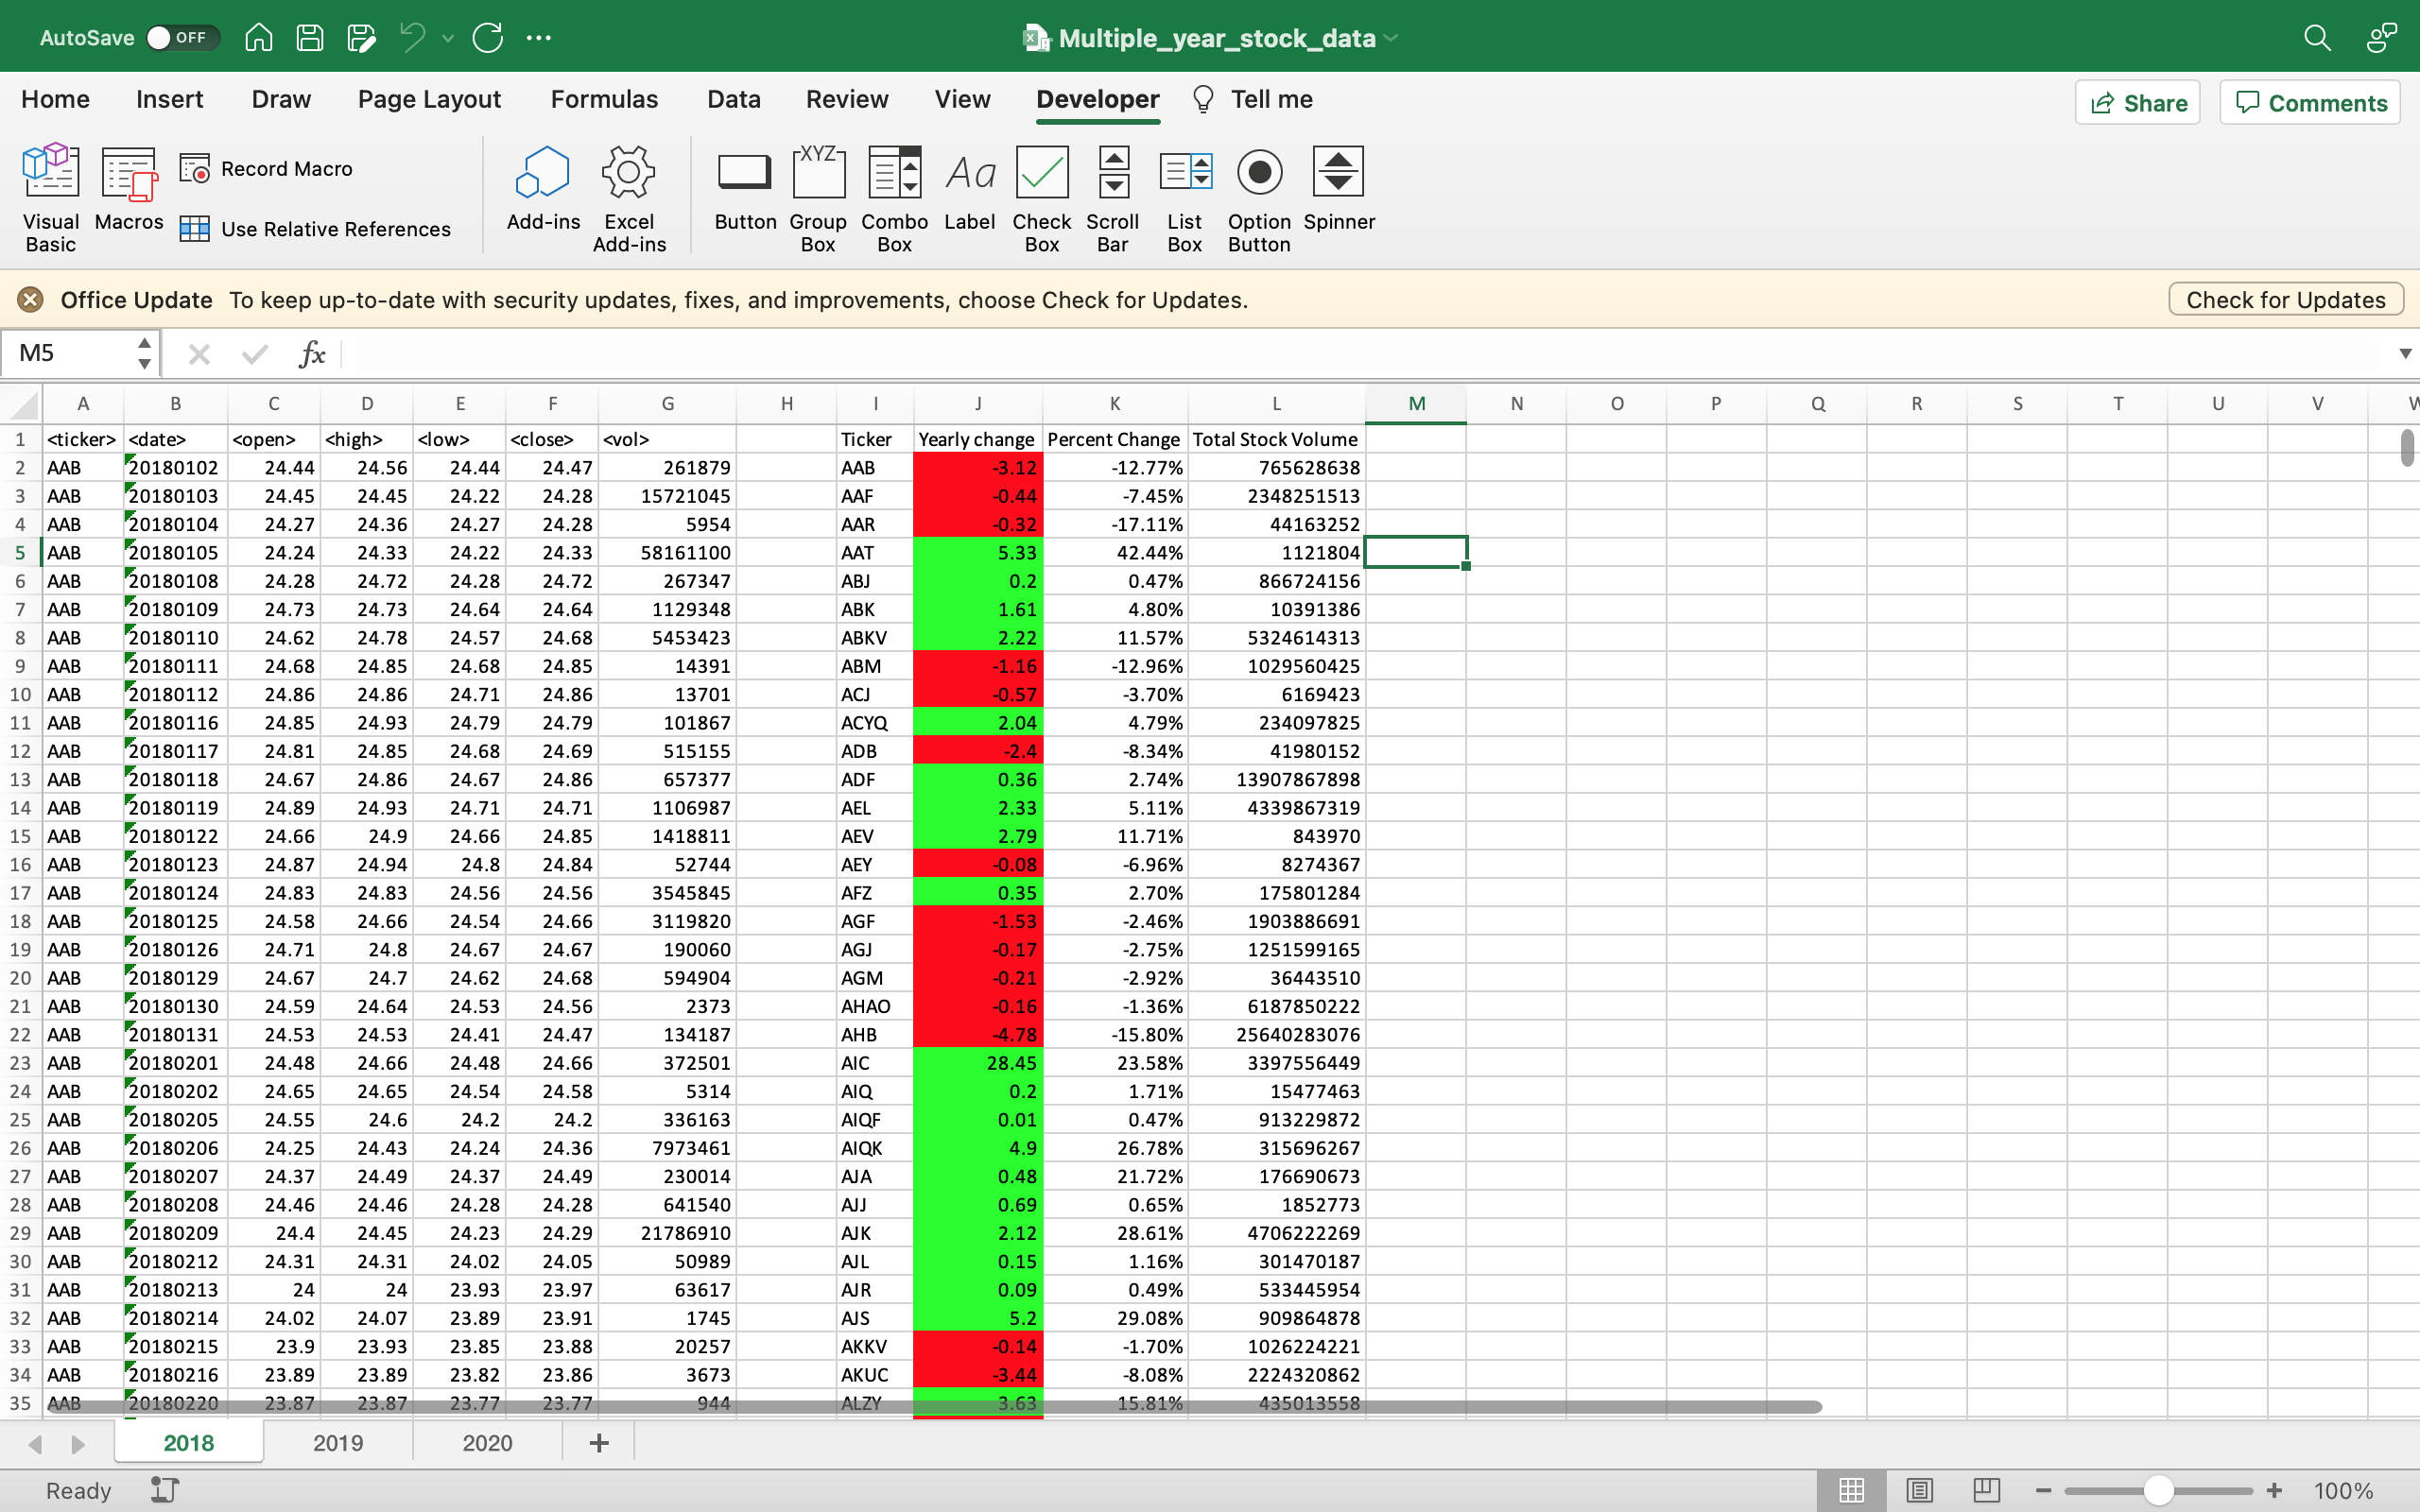 AutoSave OFF Multiple_year_stock_data
Home Insert Draw Page Layout Formulas Data Review View Developer Tell me Share Comments
Visual Basic Macros Record Macro Use Relative References Add-ins Excel Add-ins Button XYZ Group Box Combo Box Aa Label Check Box Scroll Bar List Box Option Button Spinner
Office Update To keep up-to-date with security updates, fixes, and improvements, choose Check for Updates. Check for Updates
M5 fx
A B C D E F G H I J K L M N O P Q R S T U V W
1 <ticker> <date> <open> <high> <low> <close> <vol> Ticker Yearly change Percent Change Total Stock Volume
2 AAB 20180102 24.44 24.56 24.44 24.47 261879 AAB -3.12 -12.77% 765628638
3 AAB 20180103 24.45 24.45 24.22 24.28 15721045 AAF -0.44 -7.45% 2348251513
4 AAB 20180104 24.27 24.36 24.27 24.28 5954 AAR -0.32 -17.11% 44163252
5 AAB 20180105 24.24 24.33 24.22 24.33 58161100 AAT 5.33 42.44% 1121804
6 AAB 20180108 24.28 24.72 24.28 24.72 267347 ABJ 0.2 0.47% 866724156
7 AAB 20180109 24.73 24.73 24.64 24.64 1129348 ABK 1.61 4.80% 10391386
8 AAB 20180110 24.62 24.78 24.57 24.68 5453423 ABKV 2.22 11.57% 5324614313
9 AAB 20180111 24.68 24.85 24.68 24.85 14391 ABM -1.16 -12.96% 1029560425
10 AAB 20180112 24.86 24.86 24.71 24.86 13701 ACJ -0.57 -3.70% 6169423
11 AAB 20180116 24.85 24.93 24.79 24.79 101867 ACYQ 2.04 4.79% 234097825
12 AAB 20180117 24.81 24.85 24.68 24.69 515155 ADB -2.4 -8.34% 41980152
13 AAB 20180118 24.67 24.86 24.67 24.86 657377 ADF 0.36 2.74% 13907867898
14 AAB 20180119 24.89 24.93 24.71 24.71 1106987 AEL 2.33 5.11% 4339867319
15 AAB 20180122 24.66 24.9 24.66 24.85 1418811 AEV 2.79 11.71% 843970
16 AAB 20180123 24.87 24.94 24.8 24.84 52744 AEY -0.08 -6.96% 8274367
17 AAB 20180124 24.83 24.83 24.56 24.56 3545845 AFZ 0.35 2.70% 175801284
18 AAB 20180125 24.58 24.66 24.54 24.66 3119820 AGF -1.53 -2.46% 1903886691
19 AAB 20180126 24.71 24.8 24.67 24.67 190060 AGJ -0.17 -2.75% 1251599165
20 AAB 20180129 24.67 24.7 24.62 24.68 594904 AGM -0.21 -2.92% 36443510
21 AAB 20180130 24.59 24.64 24.53 24.56 2373 AHAO -0.16 -1.36% 6187850222
22 AAB 20180131 24.53 24.53 24.41 24.47 134187 AHB -4.78 -15.80% 25640283076
23 AAB 20180201 24.48 24.66 24.48 24.66 372501 AIC 28.45 23.58% 3397556449
24 AAB 20180202 24.65 24.65 24.54 24.58 5314 AIQ 0.2 1.71% 15477463
25 AAB 20180205 24.55 24.6 24.2 24.2 336163 AIQF 0.01 0.47% 913229872
26 AAB 20180206 24.25 24.43 24.24 24.36 7973461 AIQK 4.9 26.78% 315696267
27 AAB 20180207 24.37 24.49 24.37 24.49 230014 AJA 0.48 21.72% 176690673
28 AAB 20180208 24.46 24.46 24.28 24.28 641540 AJJ 0.69 0.65% 1852773
29 AAB 20180209 24.4 24.45 24.23 24.29 21786910 AJK 2.12 28.61% 4706222269
30 AAB 20180212 24.31 24.31 24.02 24.05 50989 AJL 0.15 1.16% 301470187
31 AAB 20180213 24 24 23.93 23.97 63617 AJR 0.09 0.49% 533445954
32 AAB 20180214 24.02 24.07 23.89 23.91 1745 AJS 5.2 29.08% 909864878
33 AAB 20180215 23.9 23.93 23.85 23.88 20257 AKKV -0.14 -1.70% 1026224221
34 AAB 20180216 23.89 23.89 23.82 23.86 3673 AKUC -3.44 -8.08% 2224320862
35 AAB 20180220 23.87 23.87 23.77 23.77 944 ALZY 3.63 15.81% 435013558
2018 2019 2020
Ready 100%